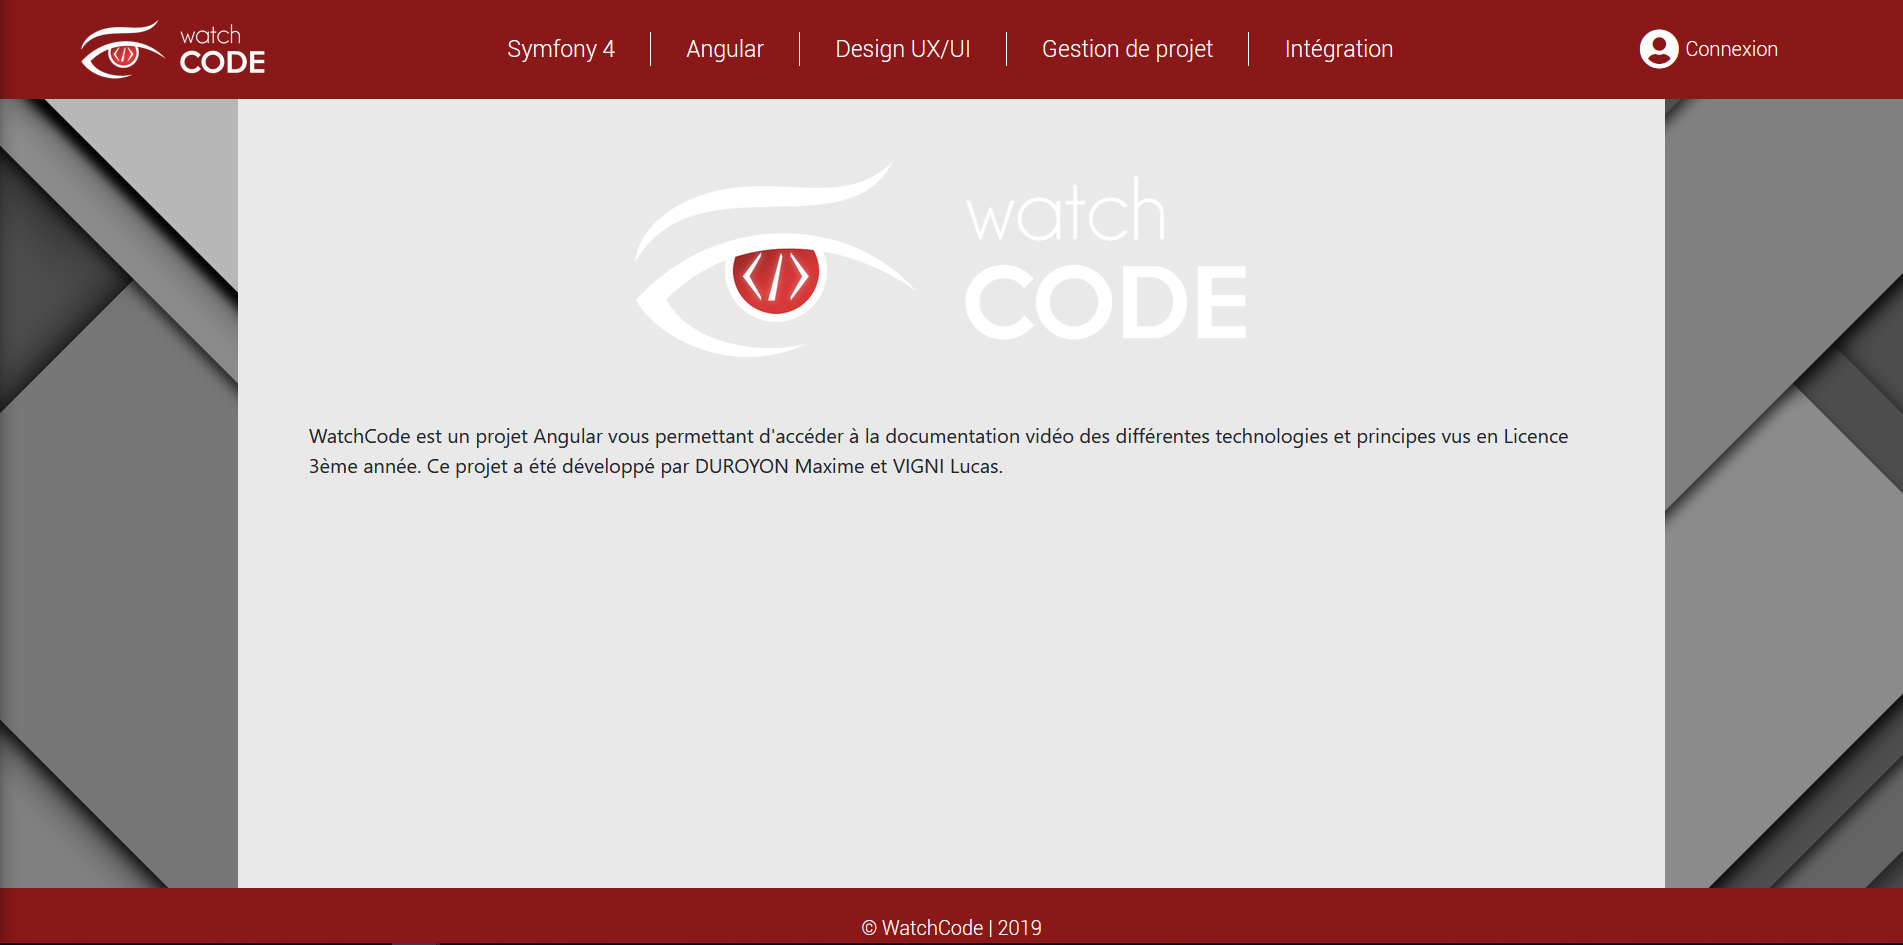 watch
CODE
Symfony 4
Angular
Design UX/UI
Gestion de projet
Intégration
Connexion
</>
watch
CODE
WatchCode est un projet Angular vous permettant d'accéder à la documentation vidéo des différentes technologies et principes vus en Licence
3ème année. Ce projet a été développé par DUROYON Maxime et VIGNI Lucas.
© WatchCode | 2019